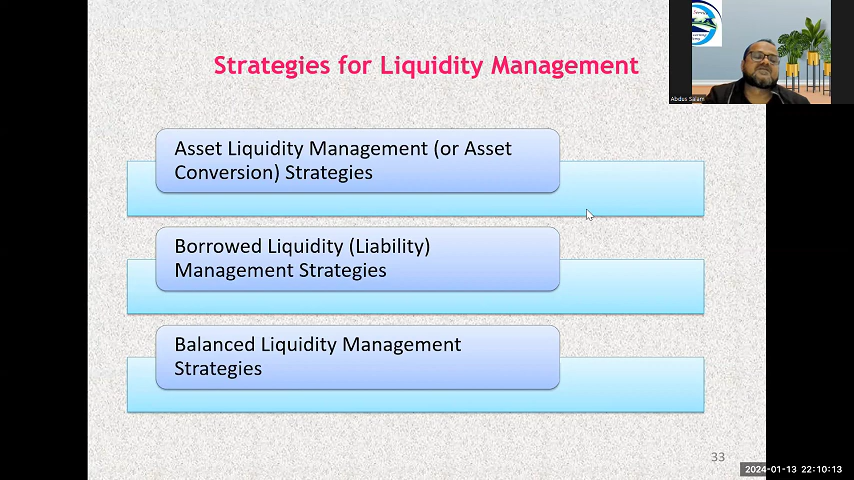 Strategies for Liquidity Management
Abdus Salam
Asset Liquidity Management (or Asset
Conversion) Strategies
Borrowed Liquidity (Liability)
Management Strategies
Balanced Liquidity Management
Strategies
33
2024-01-13 22:10:13